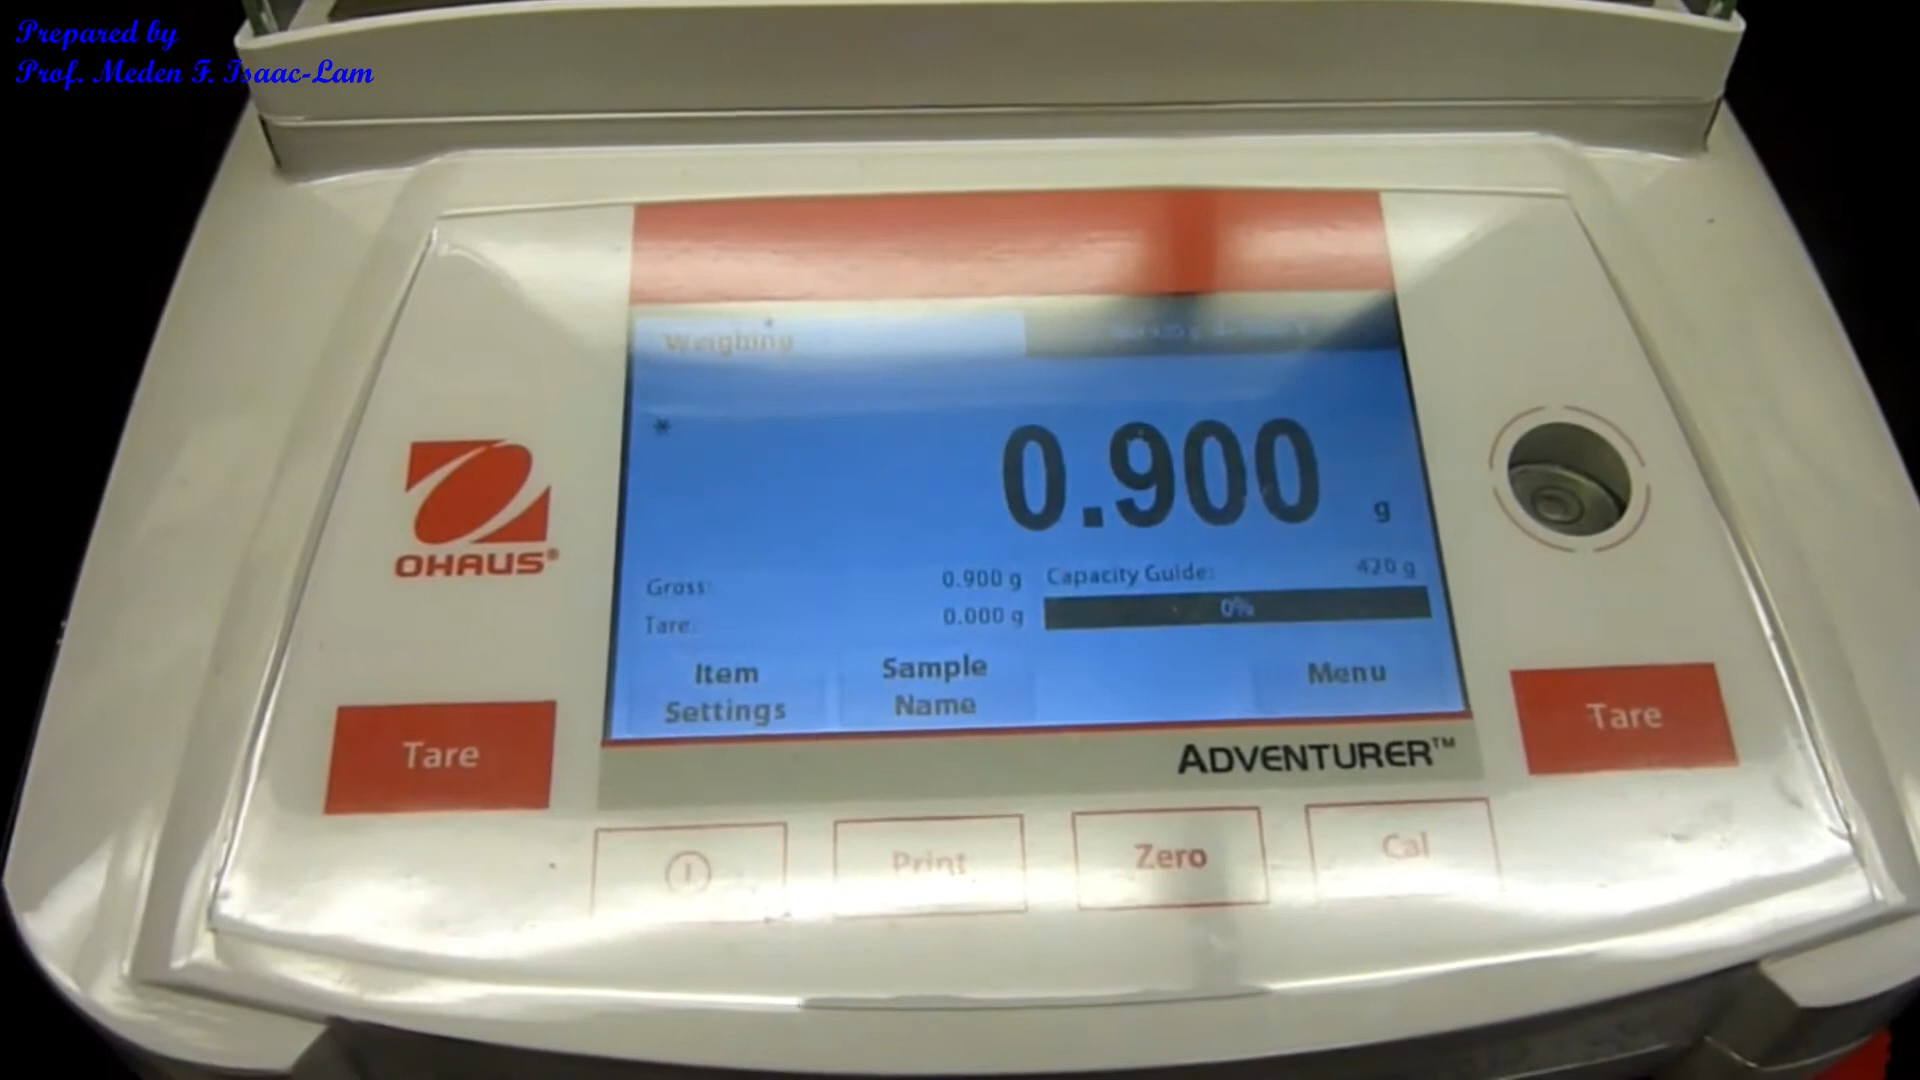 Prepared by
Prof. Meden F. Isaac-Lam
Weighing
*
0.900 g
Gross: 0.900 g
Tare: 0.000 g
Capacity Guide: 420 g
0%
Item
Settings
Sample
Name
Menu
OHAUS®
ADVENTURER™
Tare
Tare
Print
Zero
Cal